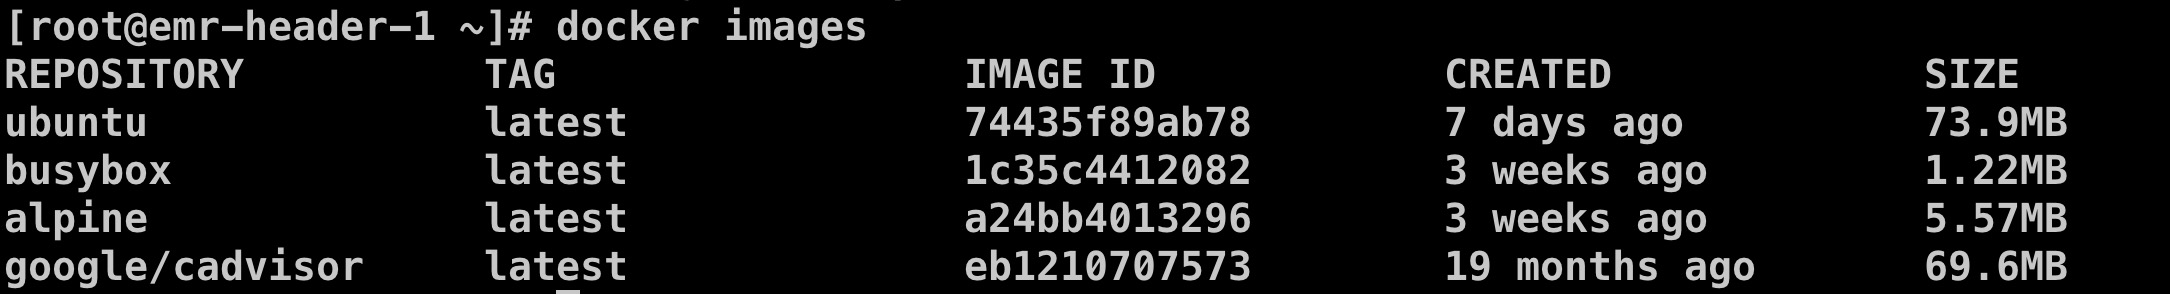 [root@emr-header-1 ~]# docker images
REPOSITORY          TAG                 IMAGE ID            CREATED             SIZE
ubuntu              latest              74435f89ab78        7 days ago          73.9MB
busybox             latest              1c35c4412082        3 weeks ago         1.22MB
alpine              latest              a24bb4013296        3 weeks ago         5.57MB
google/cadvisor     latest              eb1210707573        19 months ago       69.6MB